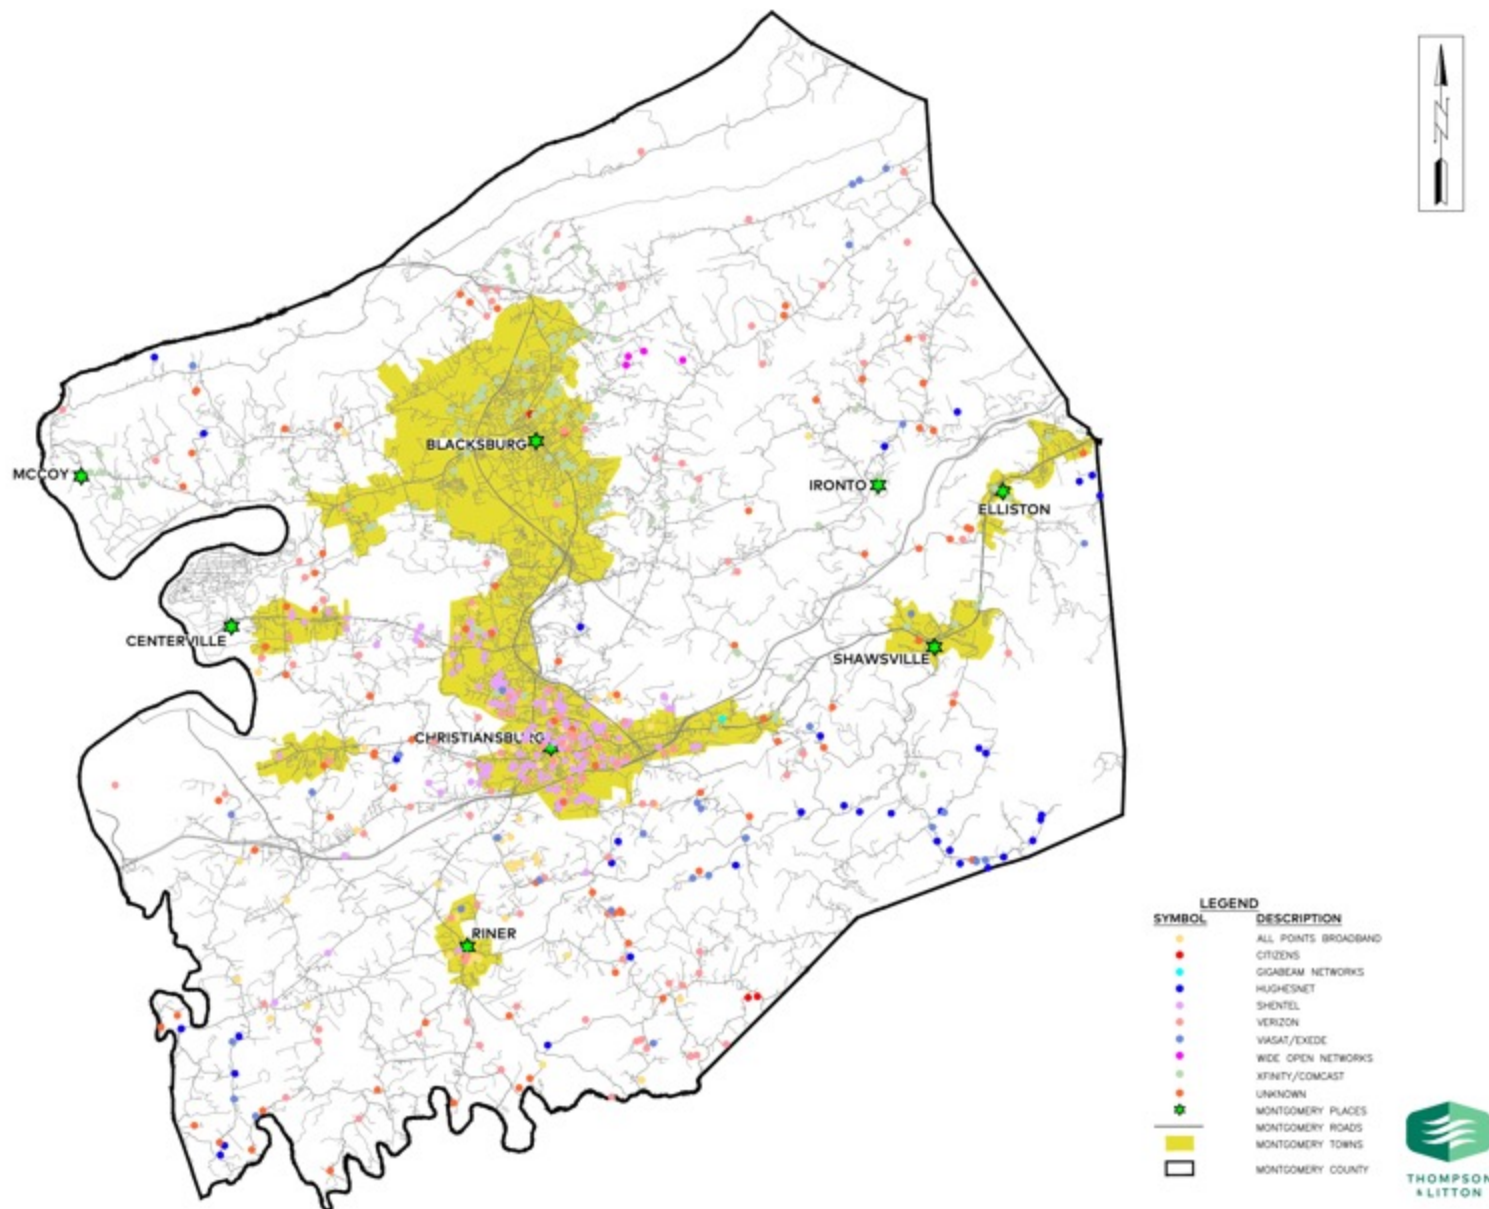 N
BLACKSBURG
MCCOY
IRONTO
ELLISTON
CENTERVILLE
SHAWSVILLE
CHRISTIANSBURG
RINER
LEGEND
SYMBOL DESCRIPTION
ALL POINTS BROADBAND
CITIZENS
GIGABEAM NETWORKS
HUGHESNET
SHENTEL
VERIZON
VIASAT/EXEDE
WIDE OPEN NETWORKS
XFINITY/COMCAST
UNKNOWN
MONTGOMERY PLACES
MONTGOMERY ROADS
MONTGOMERY TOWNS
MONTGOMERY COUNTY
THOMPSON
& LITTON